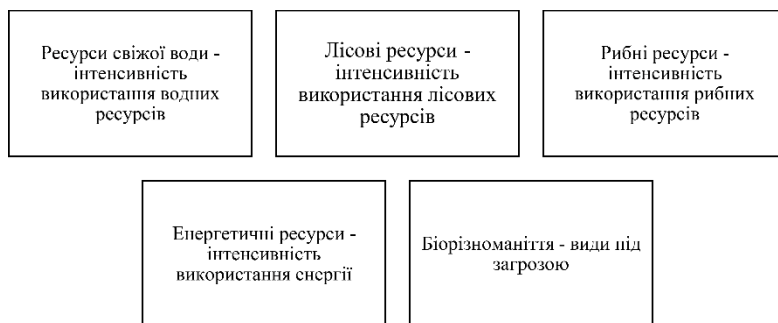 Ресурси свіжої води -
інтенсивність
використання водних
ресурсів
Лісові ресурси -
інтенсивність
використання лісових
ресурсів
Рибні ресурси -
інтенсивність
використання рибних
ресурсів
Енергетичні ресурси -
інтенсивність
використання енергії
Біорізноманіття - види під
загрозою